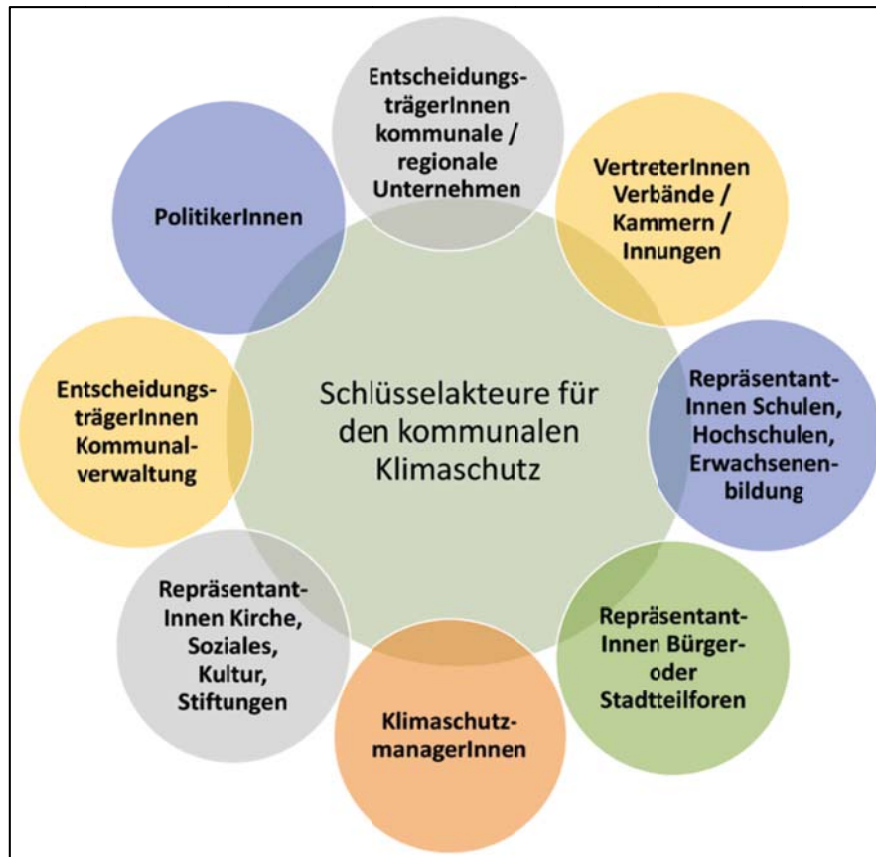 Entscheidungs-
trägerInnen
kommunale /
regionale
Unternehmen
VertreterInnen
Verbände /
Kammern /
Innungen
PolitikerInnen
Repräsentant-
Innen Schulen,
Hochschulen,
Erwachsenen-
bildung
Entscheidungs-
trägerInnen
Kommunal-
verwaltung
Schlüsselakteure für
den kommunalen
Klimaschutz
Repräsentant-
Innen Kirche,
Soziales,
Kultur,
Stiftungen
Repräsentant-
Innen Bürger-
oder
Stadtteilforen
Klimaschutz-
managerInnen